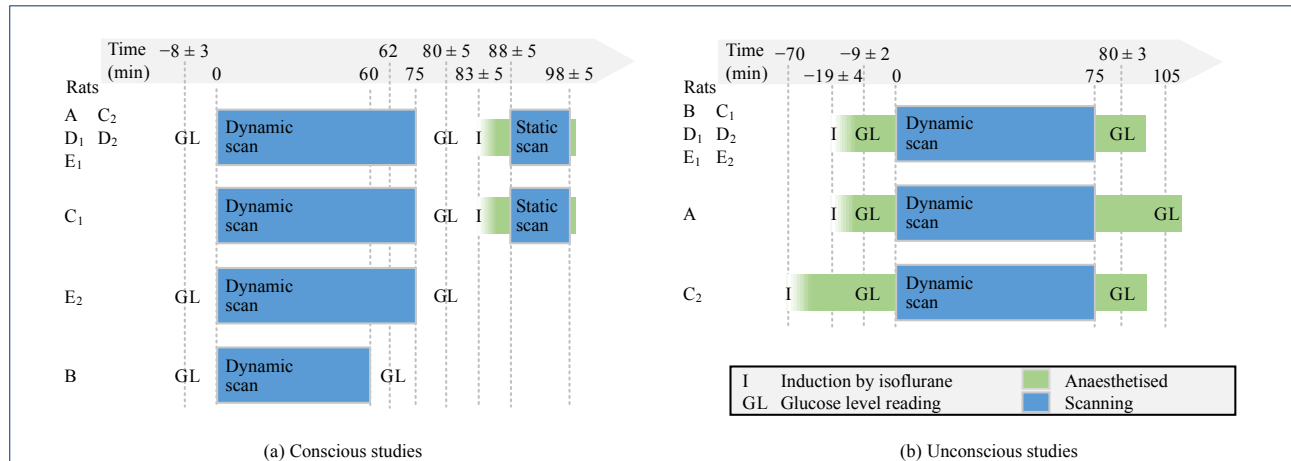 Time −8 ± 3 62 80 ± 5 88 ± 5
(min) 0 60 75 83 ± 5 98 ± 5
Rats
A C₂
D₁ D₂
E₁
GL Dynamic scan GL I Static scan
C₁ Dynamic scan GL I Static scan
E₂ GL Dynamic scan GL
B GL Dynamic scan GL
(a) Conscious studies
Time −70 −9 ± 2 80 ± 3
(min) −19 ± 4 0 75 105
Rats
B C₁
D₁ D₂
E₁ E₂
I GL Dynamic scan GL
A I GL Dynamic scan GL
C₂ I GL Dynamic scan GL
I Induction by isoflurane Anaesthetised
GL Glucose level reading Scanning
(b) Unconscious studies